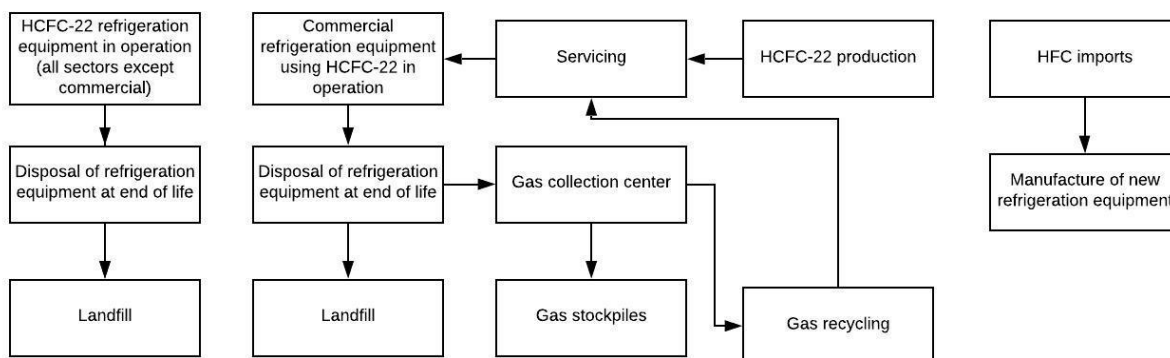 HCFC-22 refrigeration
equipment in operation
(all sectors except
commercial)
Commercial
refrigeration equipment
using HCFC-22 in
operation
Servicing
HCFC-22 production
HFC imports
Disposal of refrigeration
equipment at end of life
Disposal of refrigeration
equipment at end of life
Gas collection center
Manufacture of new
refrigeration equipment
Landfill
Landfill
Gas stockpiles
Gas recycling